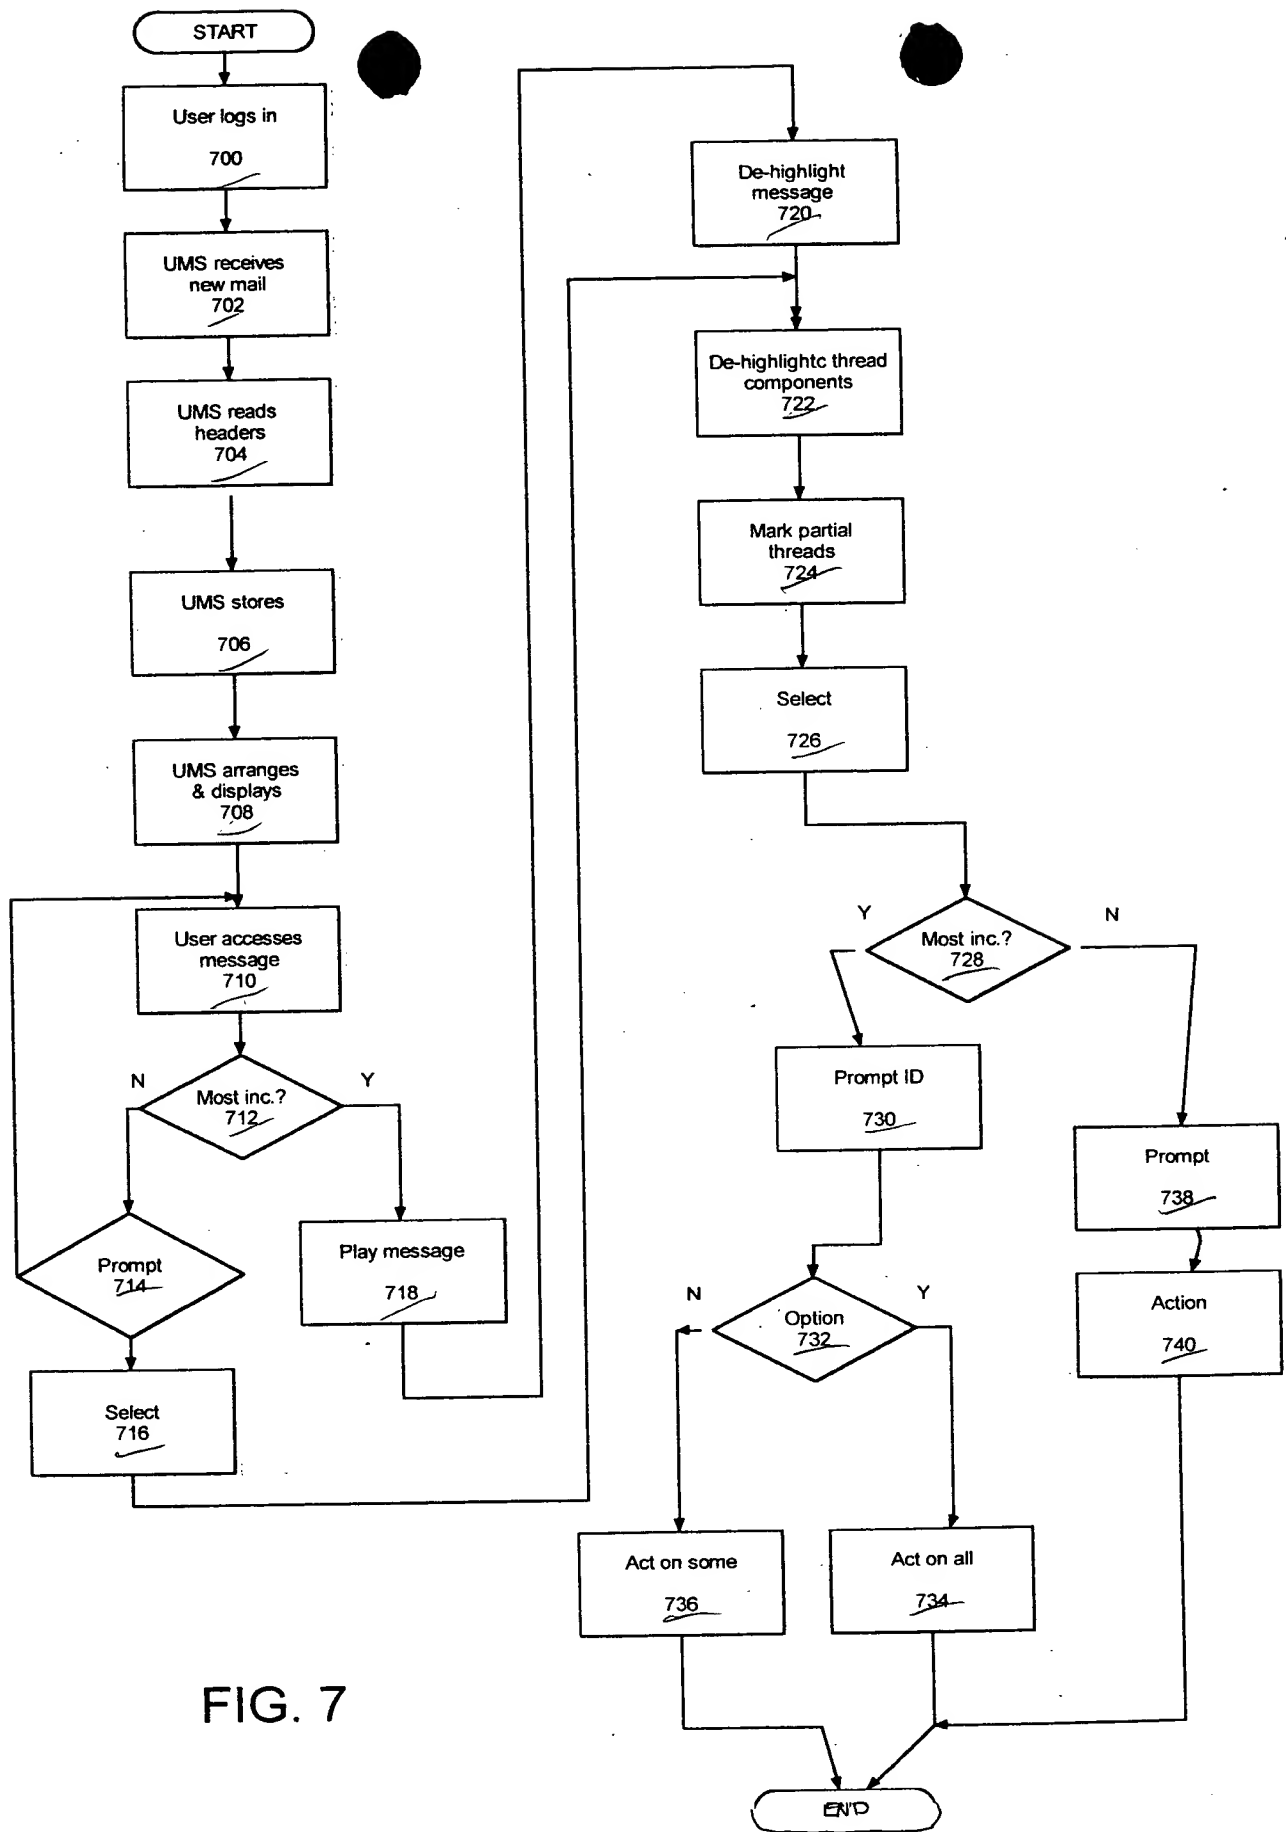 START
User logs in
700
UMS receives
new mail
702
UMS reads
headers
704
UMS stores
706
UMS arranges
& displays
708
User accesses
message
710
N
Y
Most inc.?
712
Prompt
714
Play message
718
Select
716
De-highlight
message
720
De-highlightc thread
components
722
Mark partial
threads
724
Select
726
Y
N
Most inc.?
728
Prompt ID
730
Prompt
738
N
Y
Option
732
Action
740
Act on some
736
Act on all
734
END
FIG. 7